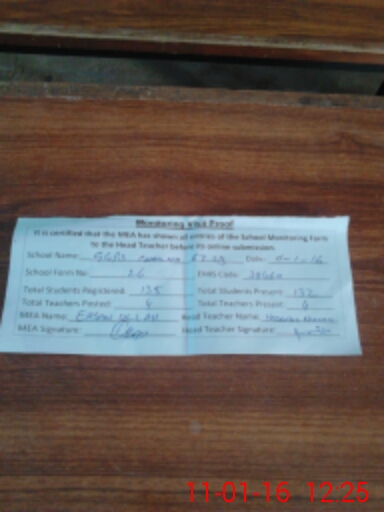 Monitoring Visit Proof
It is certified that the MEA has shown all entries of the School Monitoring Form
to the Head Teacher before its online submission.
School Name: GGPS Date: -1-16
School Form No: 26 EMIS Code:
Total Students Registered: 135 Total Students Present: 132
Total Teachers Posted: 4 Total Teachers Present: 4
MEA Name: EHSAN ULLAH Head Teacher Name:
MEA Signature: Head Teacher Signature:
11-01-16 12.25